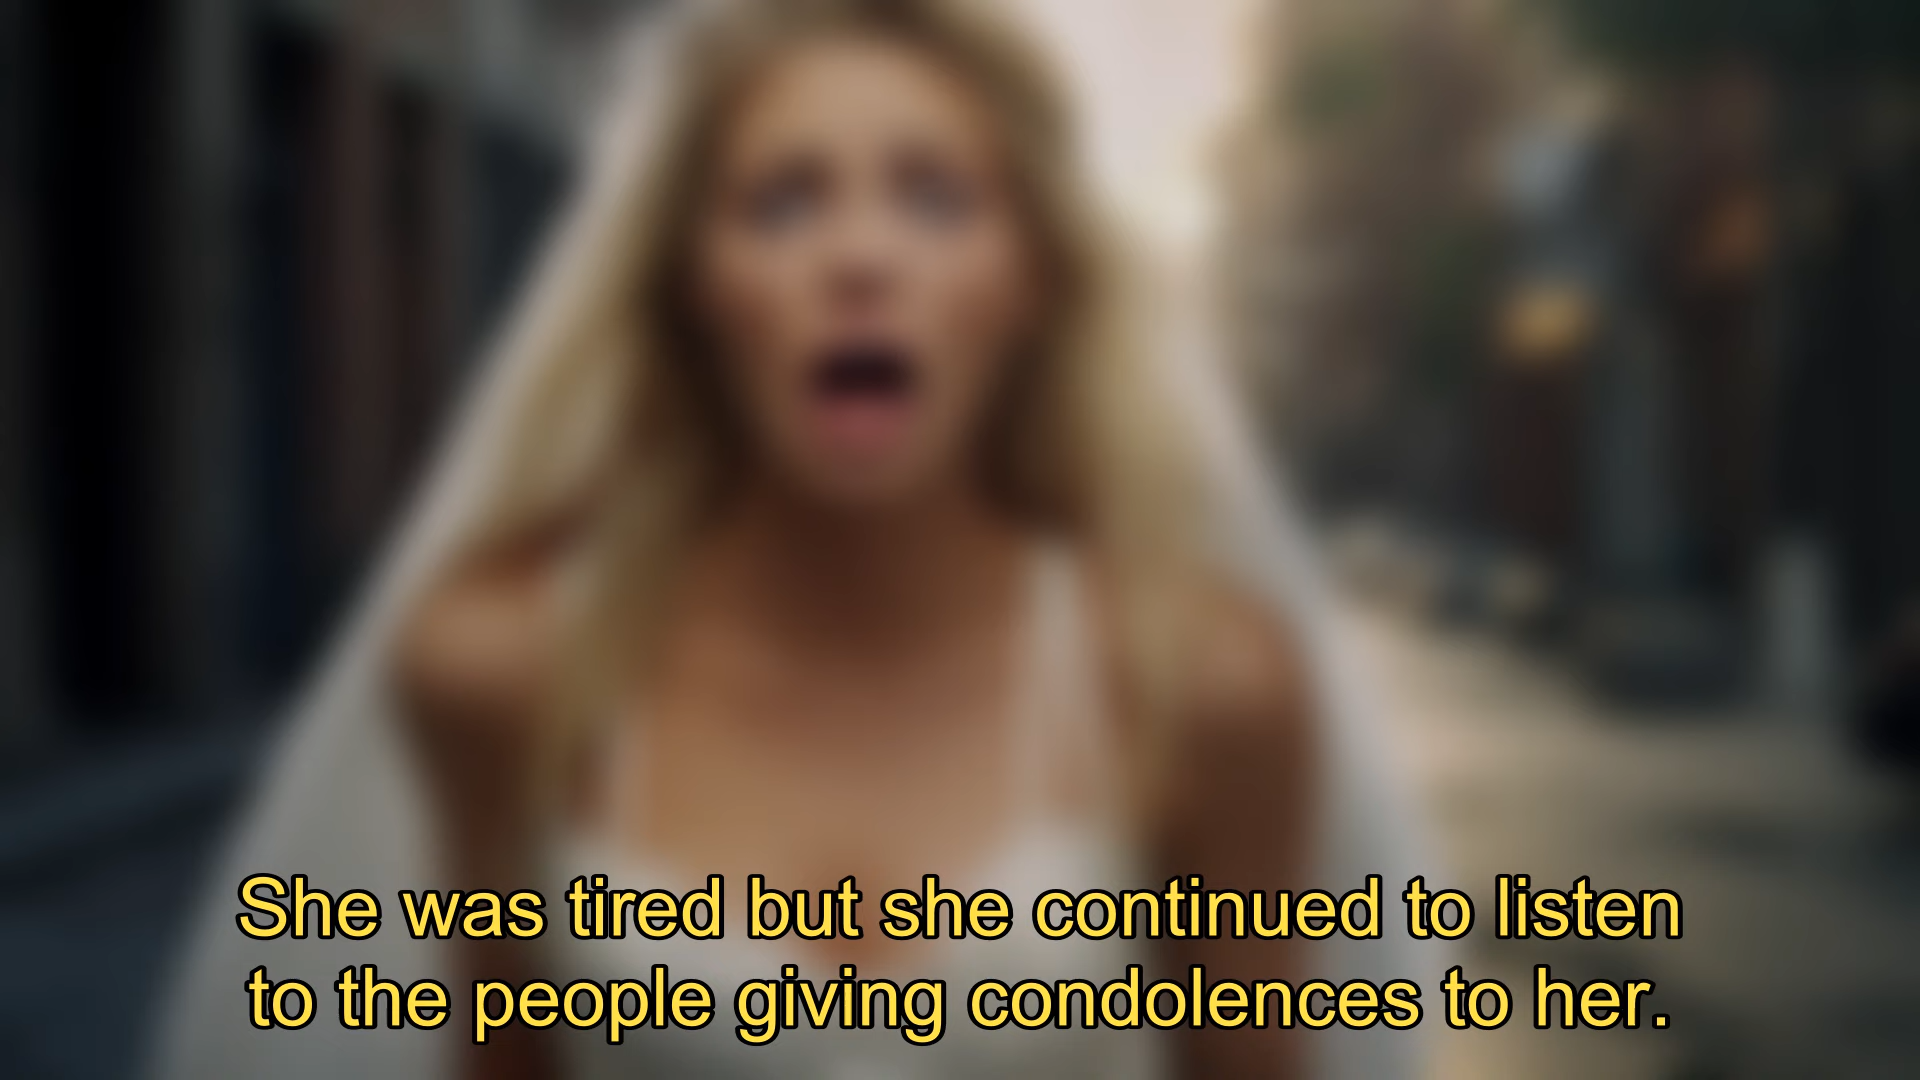 She was tired but she continued to listen
to the people giving condolences to her.